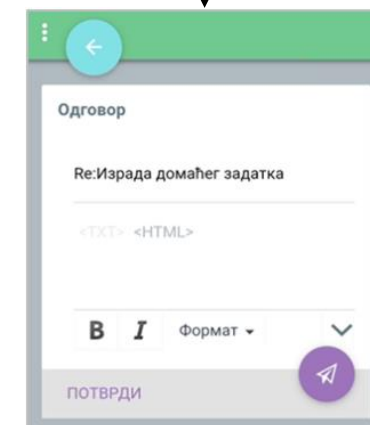 Одговор
Re:Израда домаћег задатка
<TXT> <HTML>
B I Формат
ПОТВРДИ